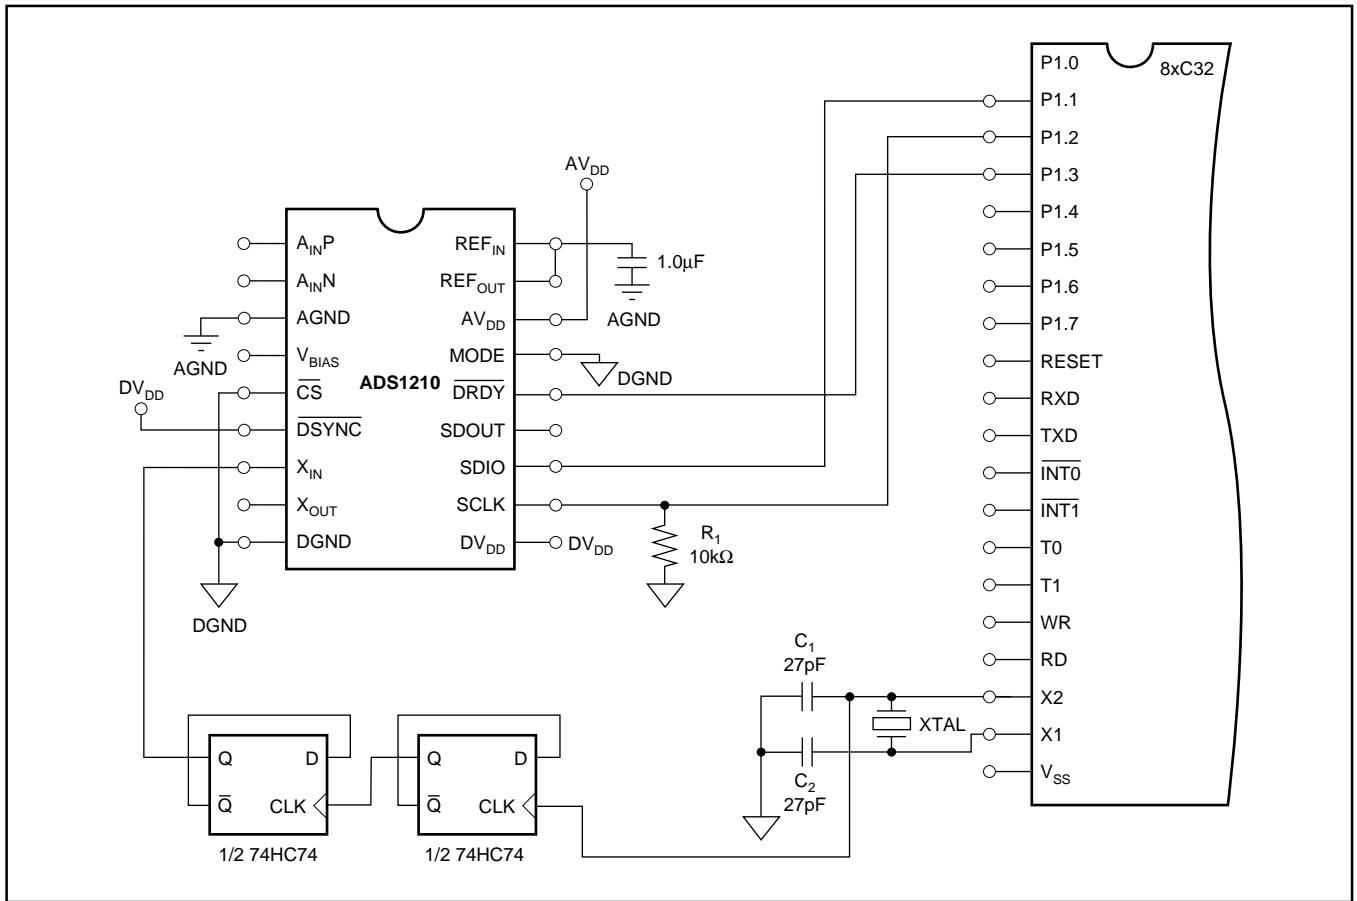 8xC32
P1.0
P1.1
P1.2
P1.3
P1.4
P1.5
P1.6
P1.7
RESET
RXD
TXD
INT0
INT1
T0
T1
WR
RD
X2
X1
VSS
AVDD
AINP
AINN
AGND
VBIAS
CS
DSYNC
XIN
XOUT
DGND
ADS1210
REFIN
REFOUT
AVDD
MODE
DRDY
SDOUT
SDIO
SCLK
DVDD
1.0μF
AGND
DGND
AGND
DVDD
DVDD
R1
10kΩ
DGND
C1
27pF
XTAL
C2
27pF
Q
D
Q
CLK
1/2 74HC74
Q
D
Q
CLK
1/2 74HC74